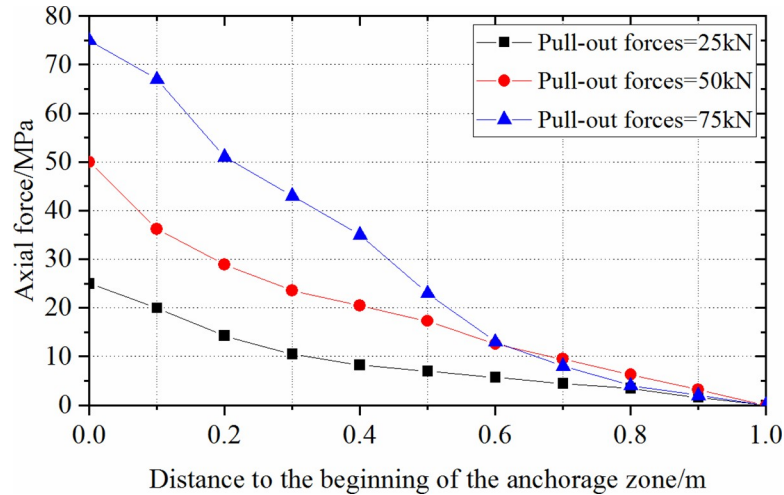 80
70
60
50
40
30
20
10
0
Axial force/MPa
Pull-out forces=25kN
Pull-out forces=50kN
Pull-out forces=75kN
0.0 0.2 0.4 0.6 0.8 1.0
Distance to the beginning of the anchorage zone/m